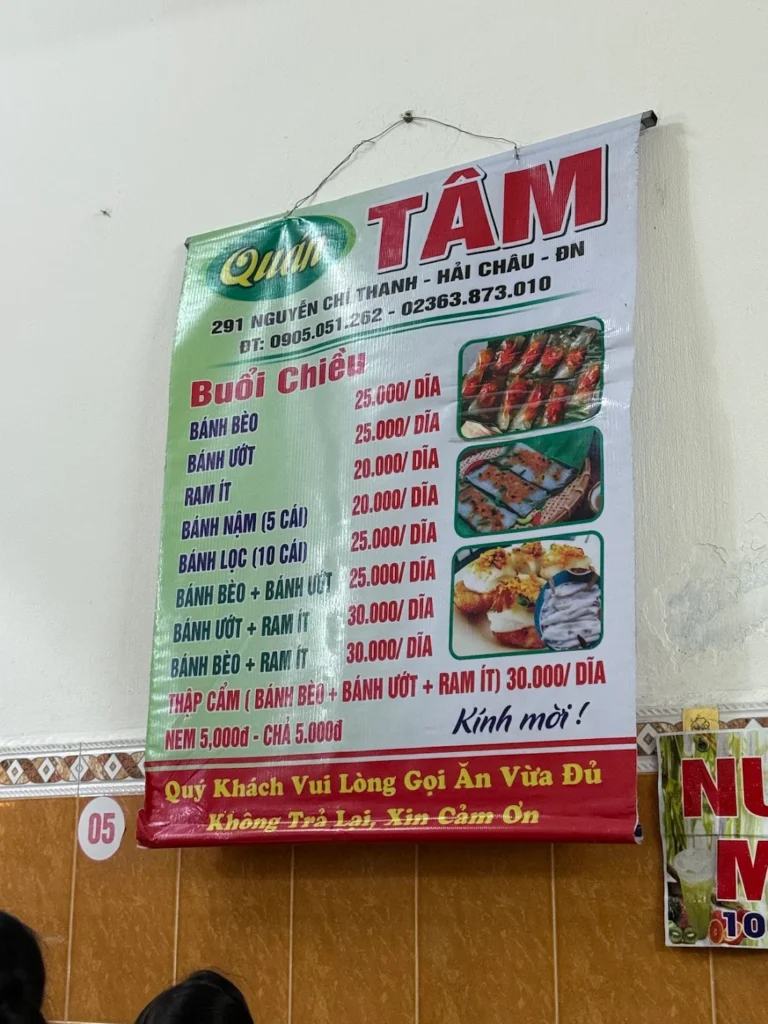 Quán TÂM
291 NGUYỄN CHÍ THANH - HẢI CHÂU - ĐN
ĐT: 0905.051.262 - 02363.873.010
Buổi Chiều
BÁNH BÈO 25.000/ DĨA
BÁNH ƯỚT 25.000/ DĨA
RAM ÍT 20.000/ DĨA
BÁNH NẬM (5 CÁI) 20.000/ DĨA
BÁNH LỌC (10 CÁI) 25.000/ DĨA
BÁNH BÈO + BÁNH ƯỚT 25.000/ DĨA
BÁNH ƯỚT + RAM ÍT 30.000/ DĨA
BÁNH BÈO + RAM ÍT 30.000/ DĨA
THẬP CẨM ( BÁNH BÈO + BÁNH ƯỚT + RAM ÍT) 30.000/ DĨA
NEM 5,000đ - CHẢ 5.000đ
Kính mời !
Quý Khách Vui Lòng Gọi Ăn Vừa Đủ
Không Trả Lại, Xin Cảm Ơn
05